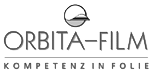 ORBITA–FILM
KOMPETENZ IN FOLIE